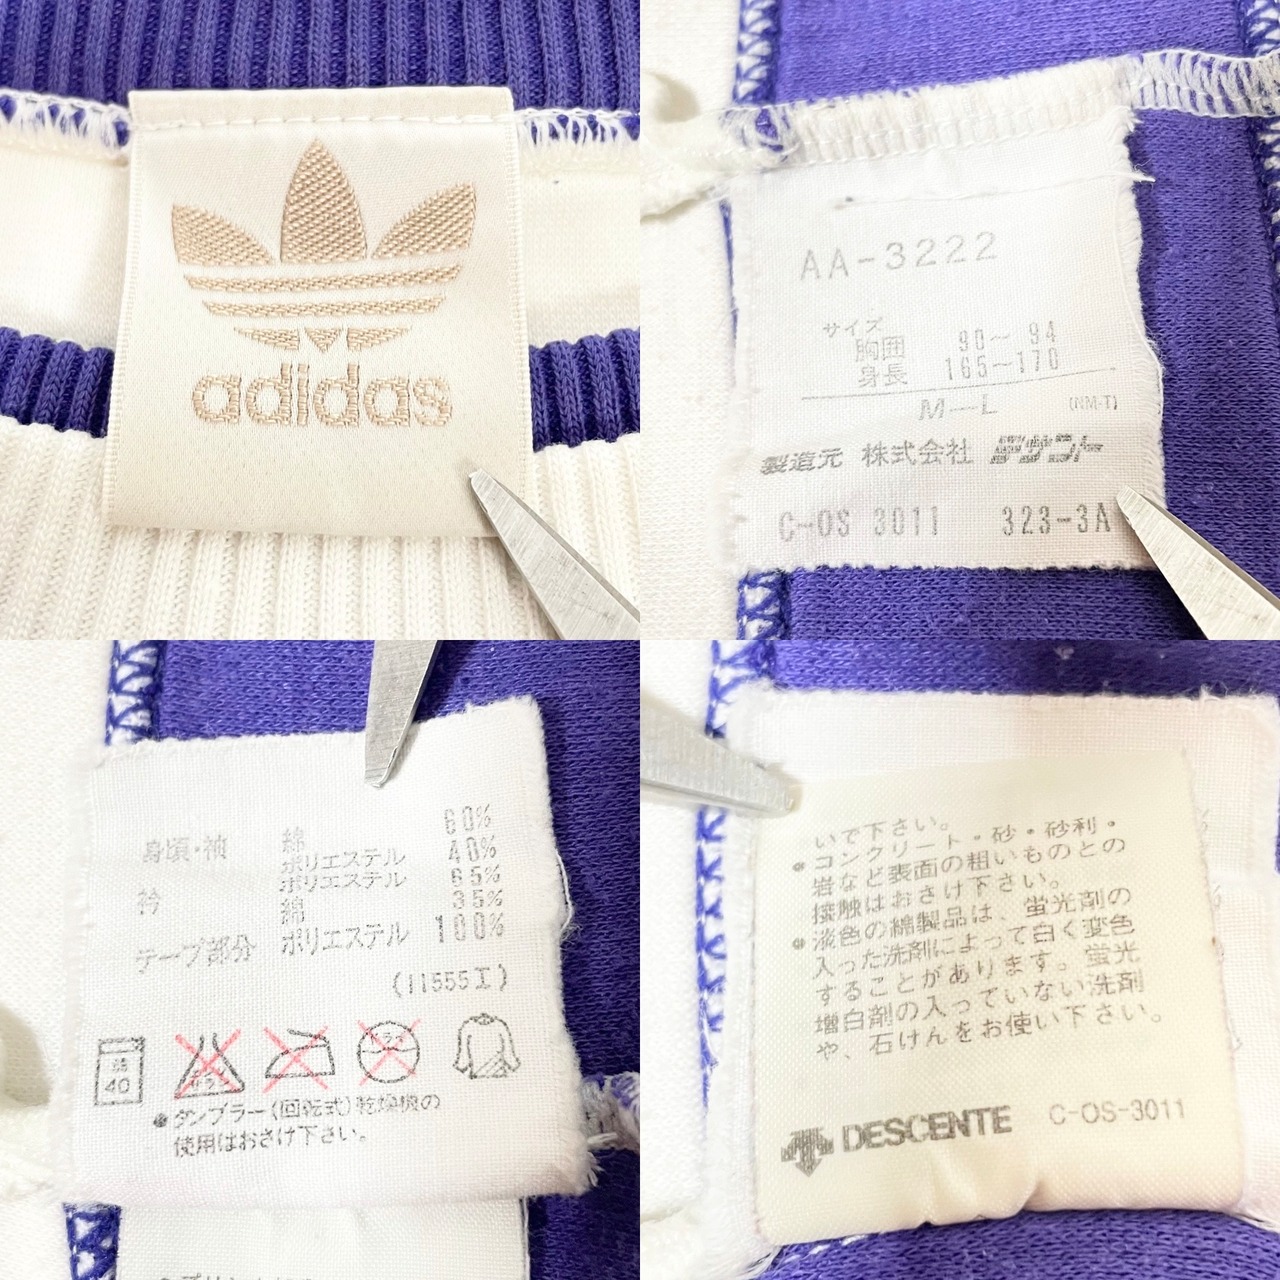 adidas
AA-3222
サイズ
胸囲 90〜94
身長 165〜170
M—L (NM-T)
製造元 株式会社 デサント
C-OS 3011 323-3A
身頃・袖 綿 60%
ポリエステル 40%
衿 ポリエステル 65%
綿 35%
テープ部分 ポリエステル 100%
(11555工)
40
●タンブラー(回転式)乾燥機の
使用はおさけ下さい。
いで下さい。
●コンクリート・砂・砂利・
岩など表面の粗いものとの
接触はおさけ下さい。
●淡色の綿製品は、蛍光剤の
入った洗剤によって白く変色
することがあります。蛍光
増白剤の入っていない洗剤
や、石けんをお使い下さい。
DESCENTE C-OS-3011